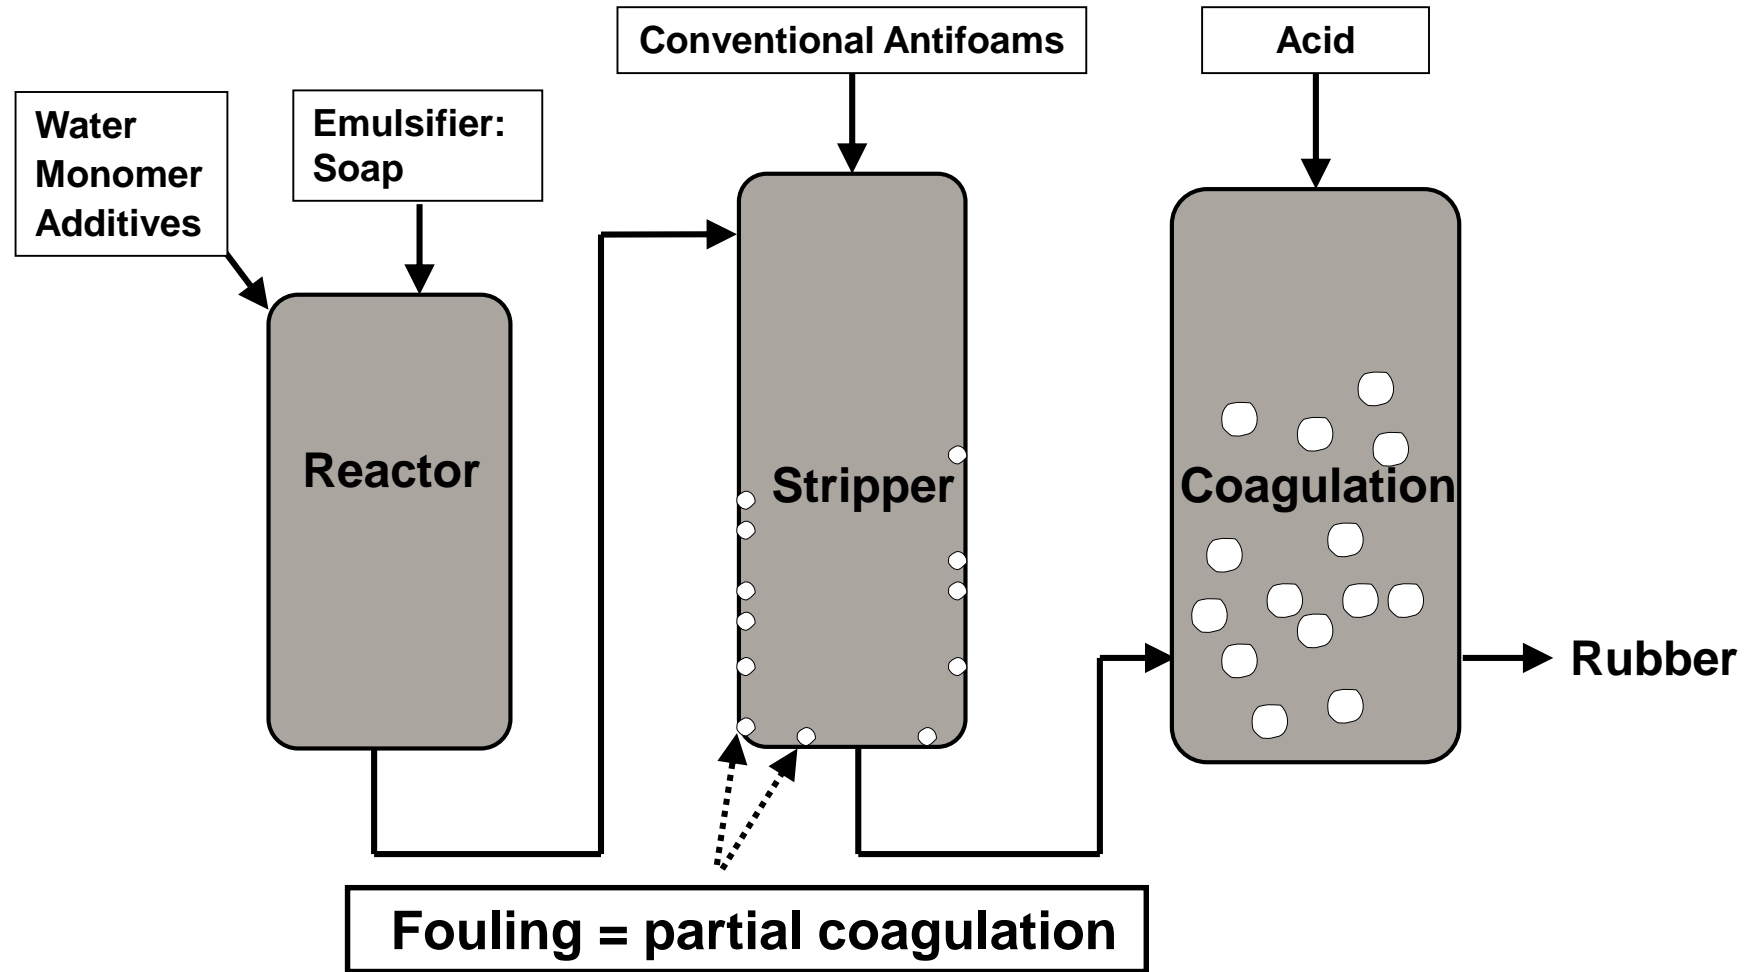 Conventional Antifoams
Acid
Water
Monomer
Additives
Emulsifier:
Soap
Reactor
Stripper
Coagulation
Rubber
Fouling = partial coagulation